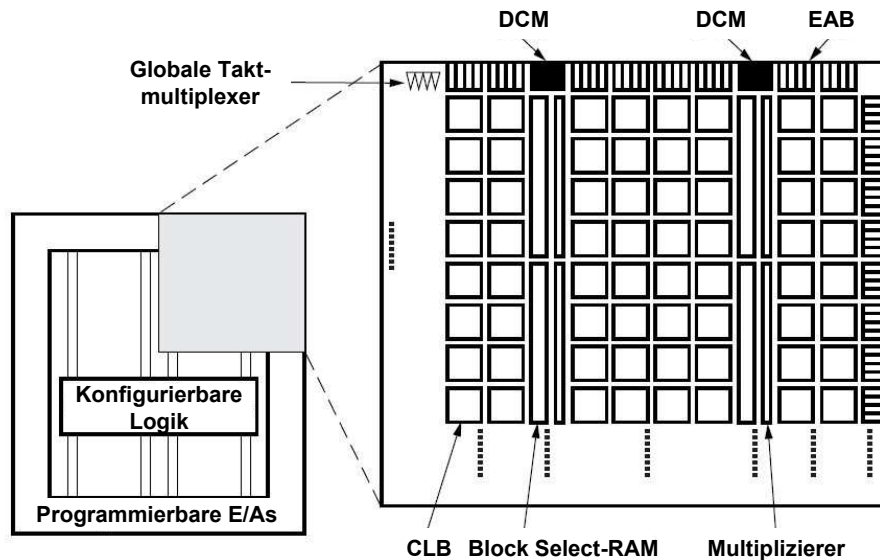 DCM
DCM
EAB
Globale Takt-
multiplexer
Konfigurierbare
Logik
Programmierbare E/As
CLB
Block Select-RAM
Multiplizierer